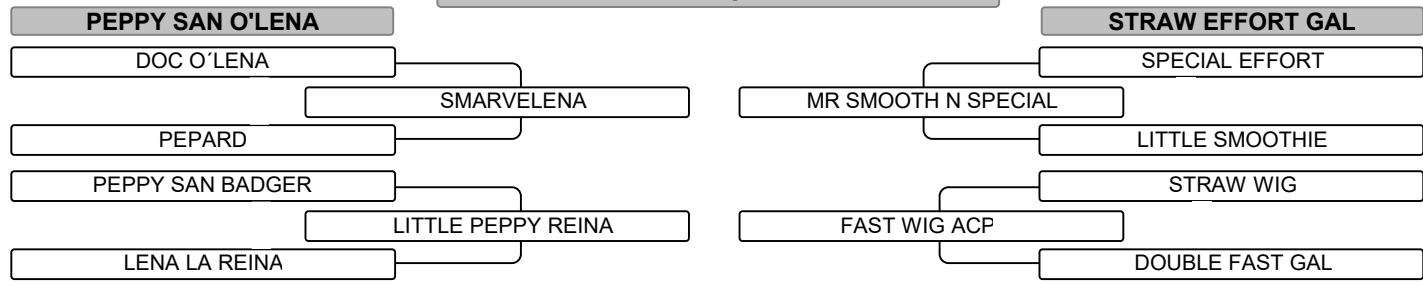 PEPPY SAN O'LENA
STRAW EFFORT GAL
DOC O´LENA
SPECIAL EFFORT
SMARVELENA
MR SMOOTH N SPECIAL
PEPARD
LITTLE SMOOTHIE
PEPPY SAN BADGER
STRAW WIG
LITTLE PEPPY REINA
FAST WIG ACP
LENA LA REINA
DOUBLE FAST GAL